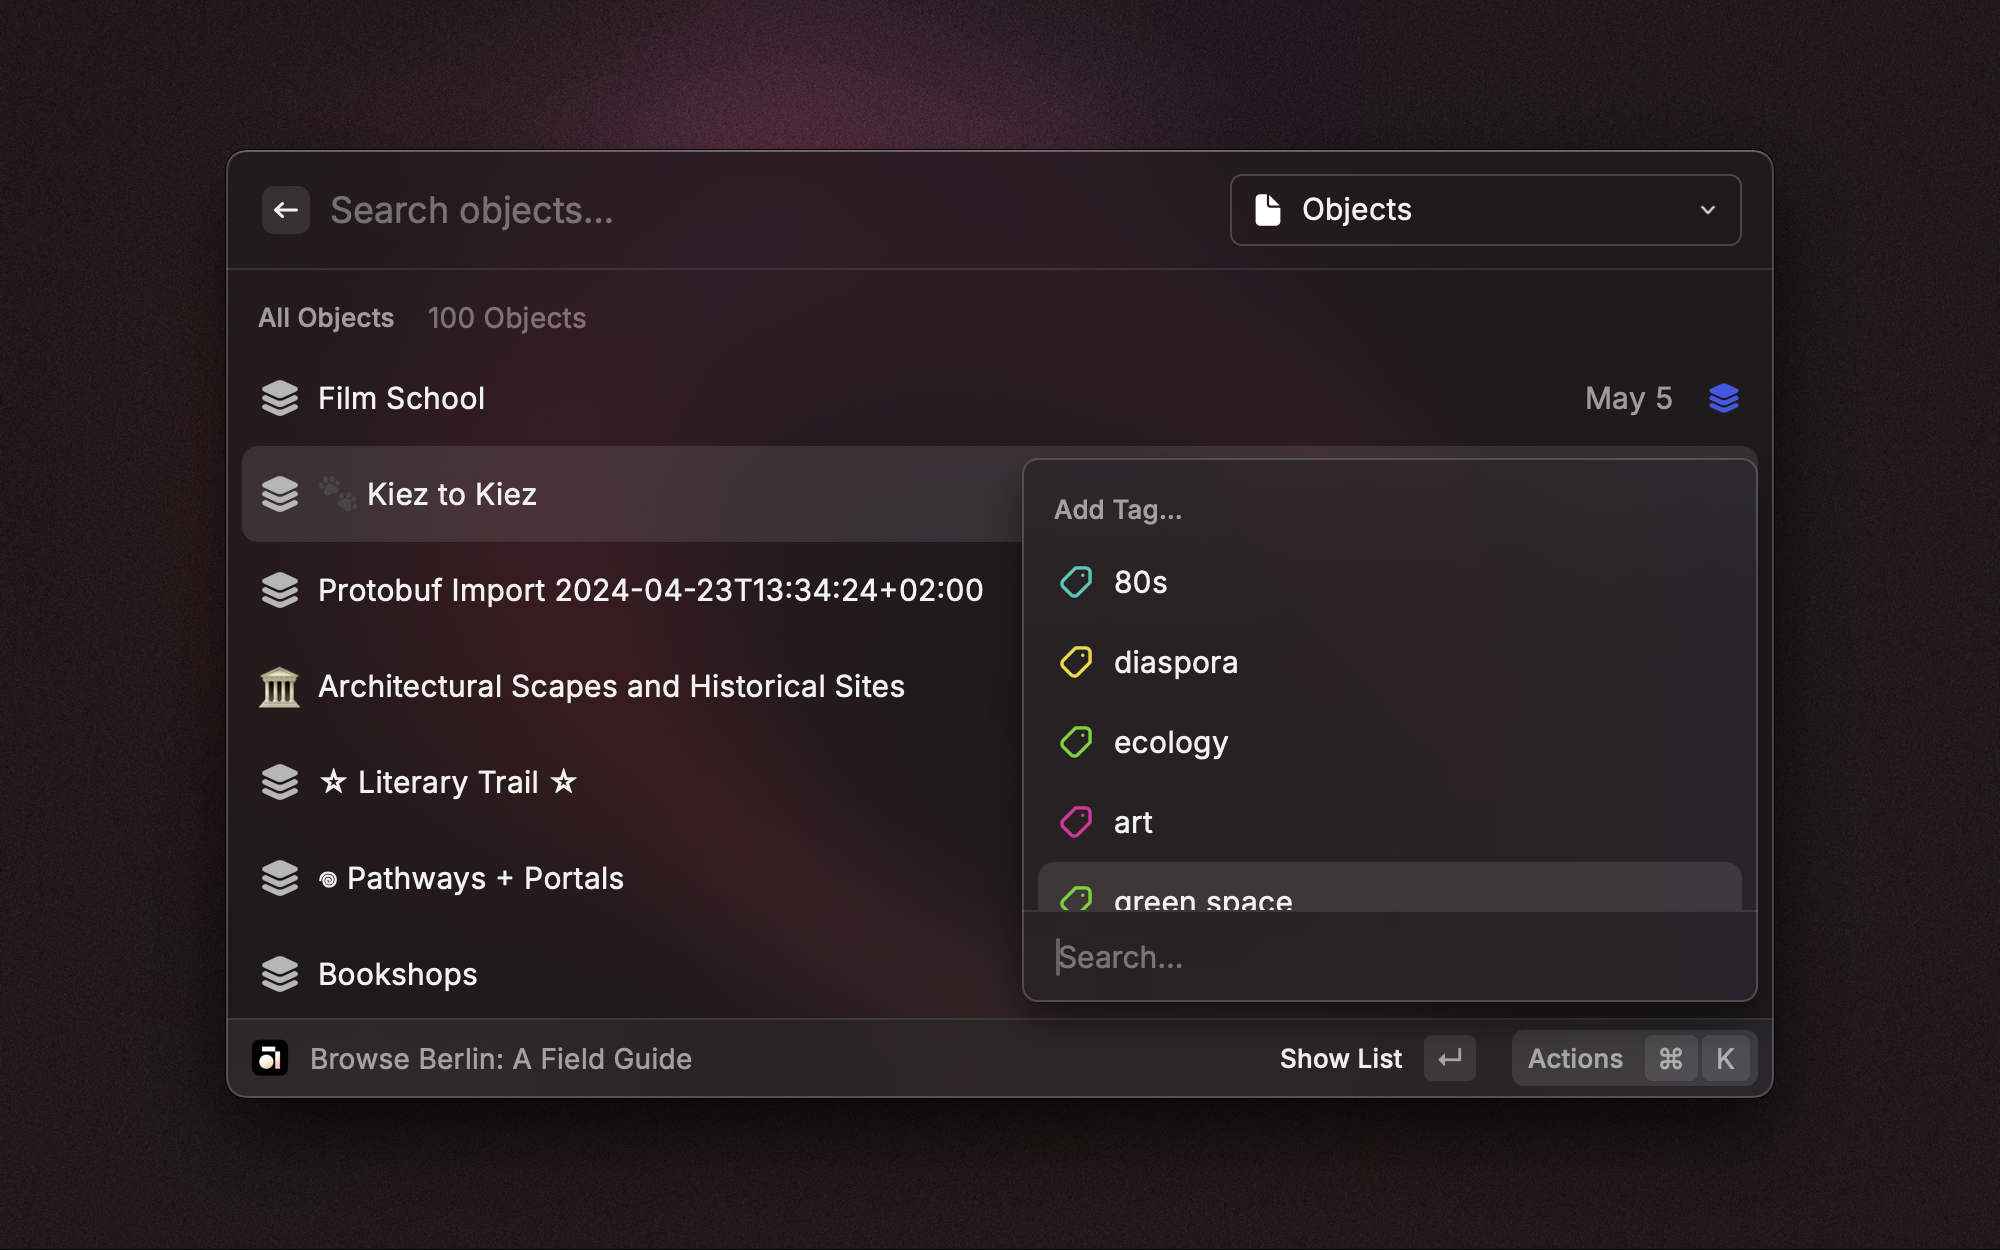 Search objects...
Objects
All Objects 100 Objects
Film School May 5
🐾 Kiez to Kiez
Protobuf Import 2024-04-23T13:34:24+02:00
Architectural Scapes and Historical Sites
☆ Literary Trail ☆
֍ Pathways + Portals
Bookshops
Add Tag...
80s
diaspora
ecology
art
green space
Search...
Browse Berlin: A Field Guide
Show List ↵ Actions ⌘ K